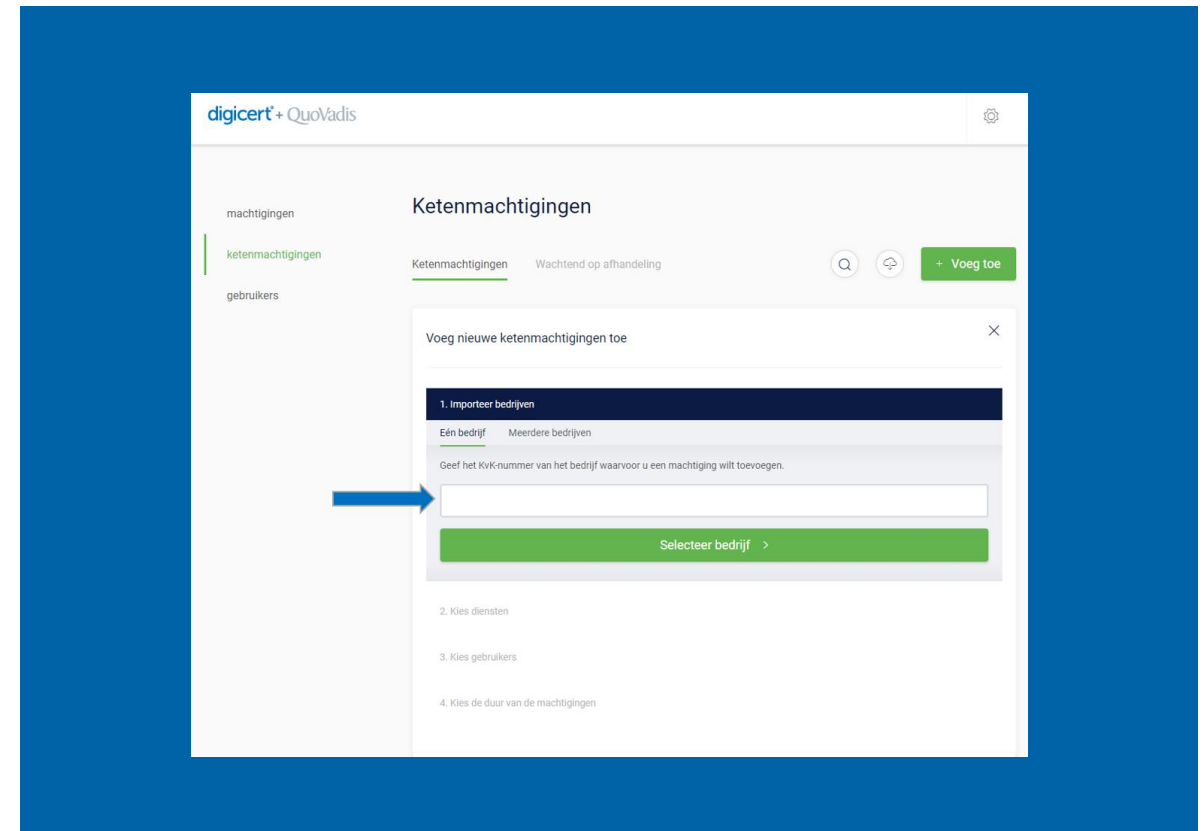 digicert® + QuoVadis
machtigingen
ketenmachtigingen
gebruikers
Ketenmachtigingen
Ketenmachtigingen Wachtend op afhandeling
+ Voeg toe
Voeg nieuwe ketenmachtigingen toe
1. Importeer bedrijven
Eén bedrijf Meerdere bedrijven
Geef het KvK-nummer van het bedrijf waarvoor u een machtiging wilt toevoegen.
Selecteer bedrijf >
2. Kies diensten
3. Kies gebruikers
4. Kies de duur van de machtigingen